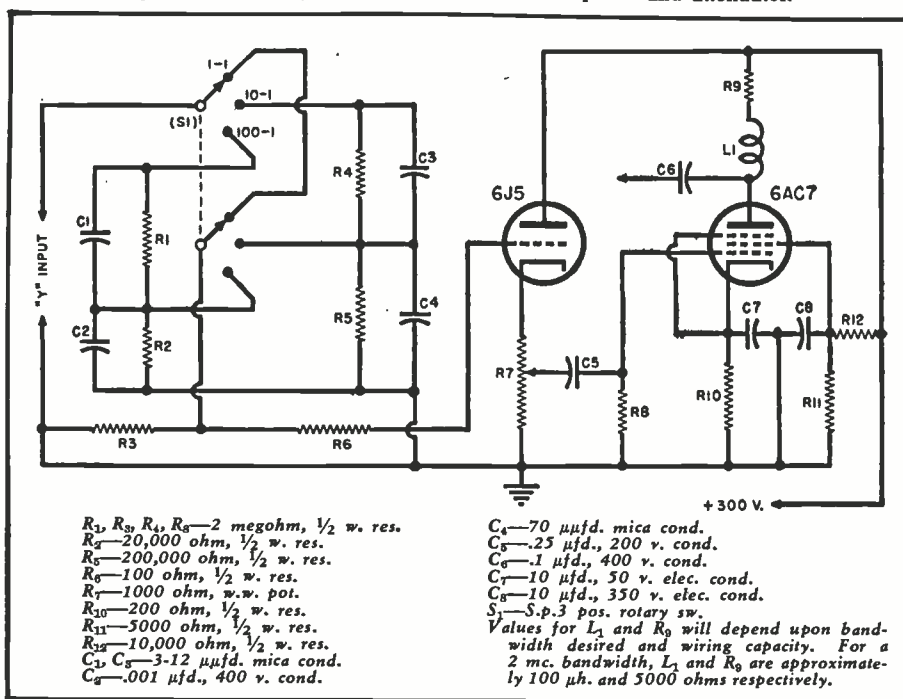 1-1
10-1
100-1
(S1)
R9
L1
C6
6J5
6AC7
C1
R1
R4
C3
"Y" INPUT
C2
R2
R5
C4
C7
C8
R12
R7
C5
R8
R10
R11
R3
R6
+300 V.
R₁, R₃, R₄, R₈—2 megohm, ½ w. res.
R₂—20,000 ohm, ½ w. res.
R₅—200,000 ohm, ½ w. res.
R₆—100 ohm, ½ w. res.
R₇—1000 ohm, w.w. pot.
R₁₀—200 ohm, ½ w. res.
R₁₁—5000 ohm, ½ w. res.
R₁₂—10,000 ohm, ½ w. res.
C₁, C₃—3-12 μμfd. mica cond.
C₂—.001 μfd., 400 v. cond.
C₄—70 μμfd. mica cond.
C₅—.25 μfd., 200 v. cond.
C₆—.1 μfd., 400 v. cond.
C₇—10 μfd., 50 v. elec. cond.
C₈—10 μfd., 350 v. elec. cond.
S₁—S.p.3 pos. rotary sw.
Values for L₁ and R₉ will depend upon band-
width desired and wiring capacity. For a
2 mc. bandwidth, L₁ and R₉ are approximate-
ly 100 μh. and 5000 ohms respectively.